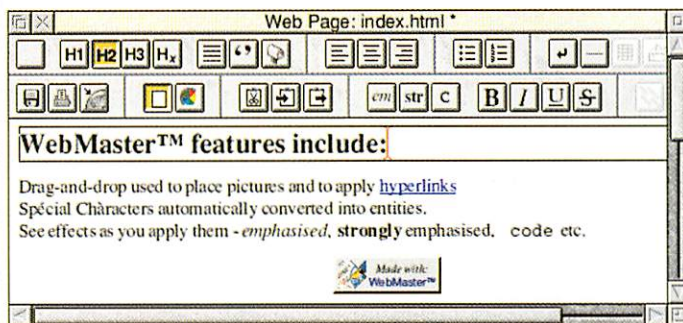 Web Page: index.html *
H1 H2 H3 Hx
em str C B I U S
WebMaster™ features include:
Drag-and-drop used to place pictures and to apply hyperlinks
Spécial Chàracters automatically converted into entities.
See effects as you apply them - emphasised, strongly emphasised, code etc.
Made with:
WebMaster™